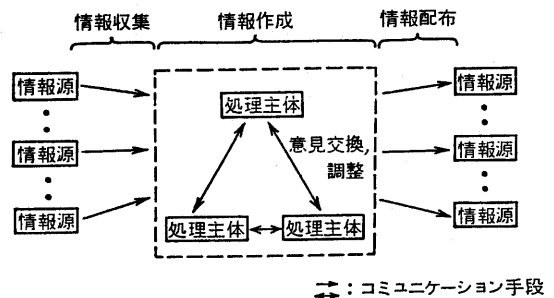 情報収集
情報作成
情報配布
情報源
情報源
処理主体
情報源
意見交換,
調整
情報源
情報源
処理主体
処理主体
情報源
: コミュニケーション手段